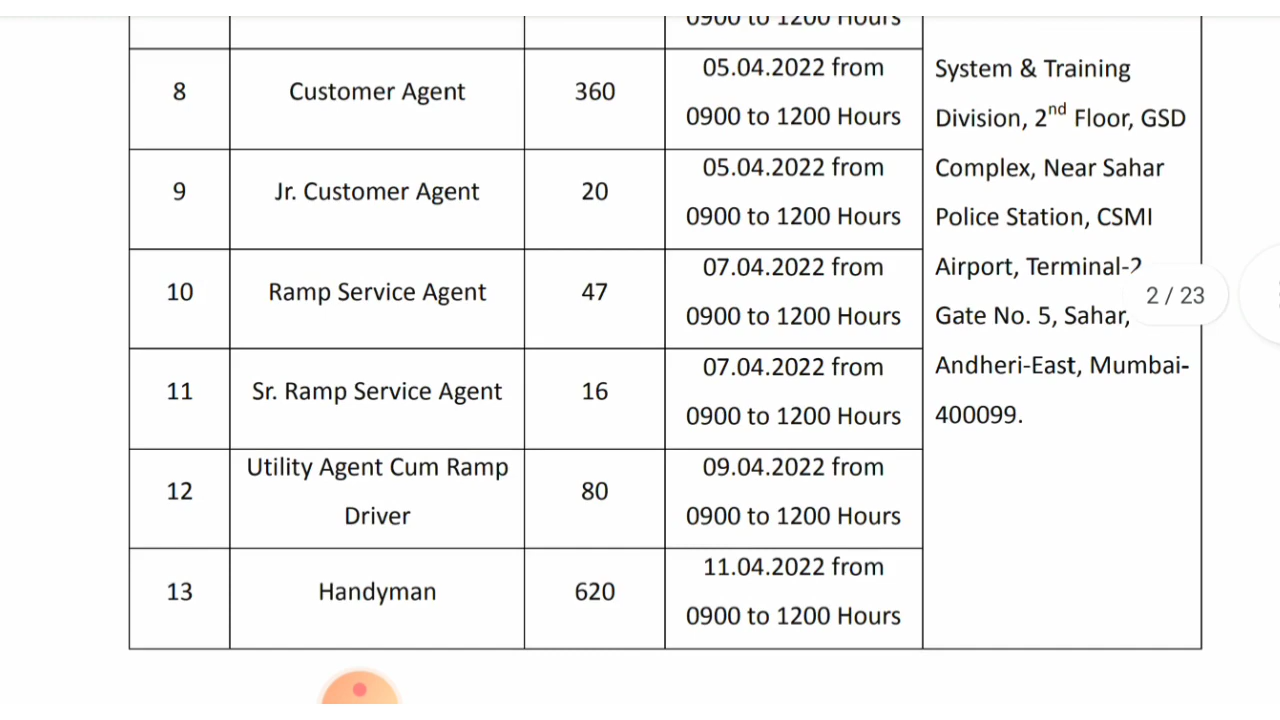 0900 to 1200 Hours
8 Customer Agent 360 05.04.2022 from
0900 to 1200 Hours
9 Jr. Customer Agent 20 05.04.2022 from
0900 to 1200 Hours
10 Ramp Service Agent 47 07.04.2022 from
0900 to 1200 Hours
11 Sr. Ramp Service Agent 16 07.04.2022 from
0900 to 1200 Hours
12 Utility Agent Cum Ramp
Driver 80 09.04.2022 from
0900 to 1200 Hours
13 Handyman 620 11.04.2022 from
0900 to 1200 Hours
System & Training
Division, 2nd Floor, GSD
Complex, Near Sahar
Police Station, CSMI
Airport, Terminal-2
Gate No. 5, Sahar,
Andheri-East, Mumbai-
400099.
2 / 23